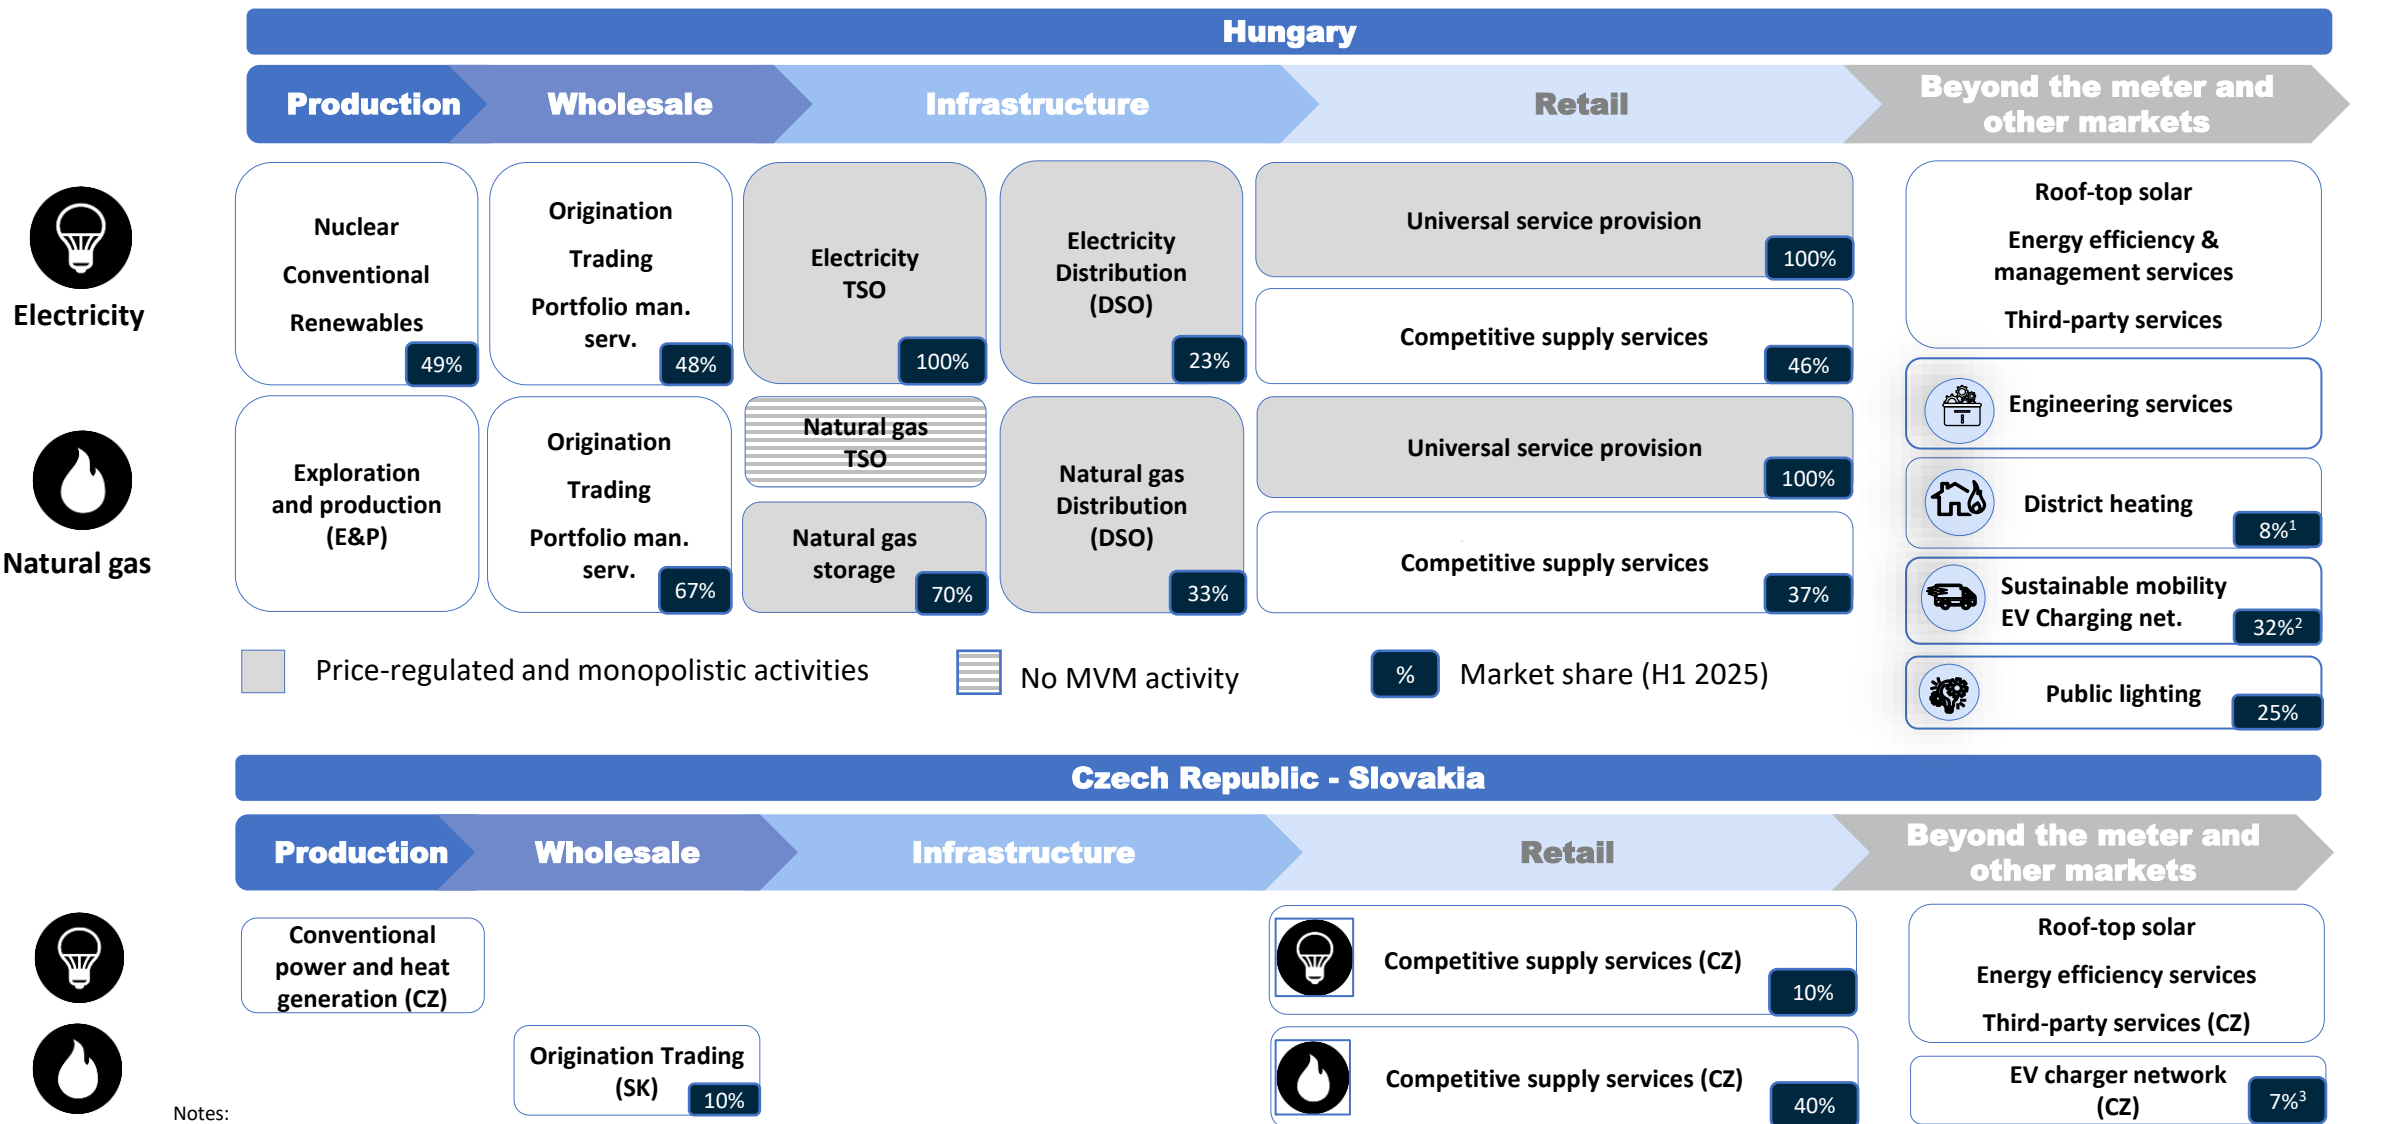 Hungary
Production
Wholesale
Infrastructure
Retail
Beyond the meter and
other markets
Electricity
Nuclear
Conventional
Renewables
49%
Origination
Trading
Portfolio man.
serv.
48%
Electricity
TSO
100%
Electricity
Distribution
(DSO)
23%
Universal service provision
100%
Competitive supply services
46%
Roof-top solar
Energy efficiency &
management services
Third-party services
Natural gas
Exploration
and production
(E&P)
Origination
Trading
Portfolio man.
serv.
67%
Natural gas
TSO
Natural gas
storage
70%
Natural gas
Distribution
(DSO)
33%
Universal service provision
100%
Competitive supply services
37%
Engineering services
District heating
8%1
Sustainable mobility
EV Charging net.
32%2
Public lighting
25%
Price-regulated and monopolistic activities
No MVM activity
%
Market share (H1 2025)
Czech Republic - Slovakia
Production
Wholesale
Infrastructure
Retail
Beyond the meter and
other markets
Conventional
power and heat
generation (CZ)
Origination Trading
(SK)
10%
Competitive supply services (CZ)
10%
Competitive supply services (CZ)
40%
Roof-top solar
Energy efficiency services
Third-party services (CZ)
EV charger network
(CZ)
7%3
Notes: